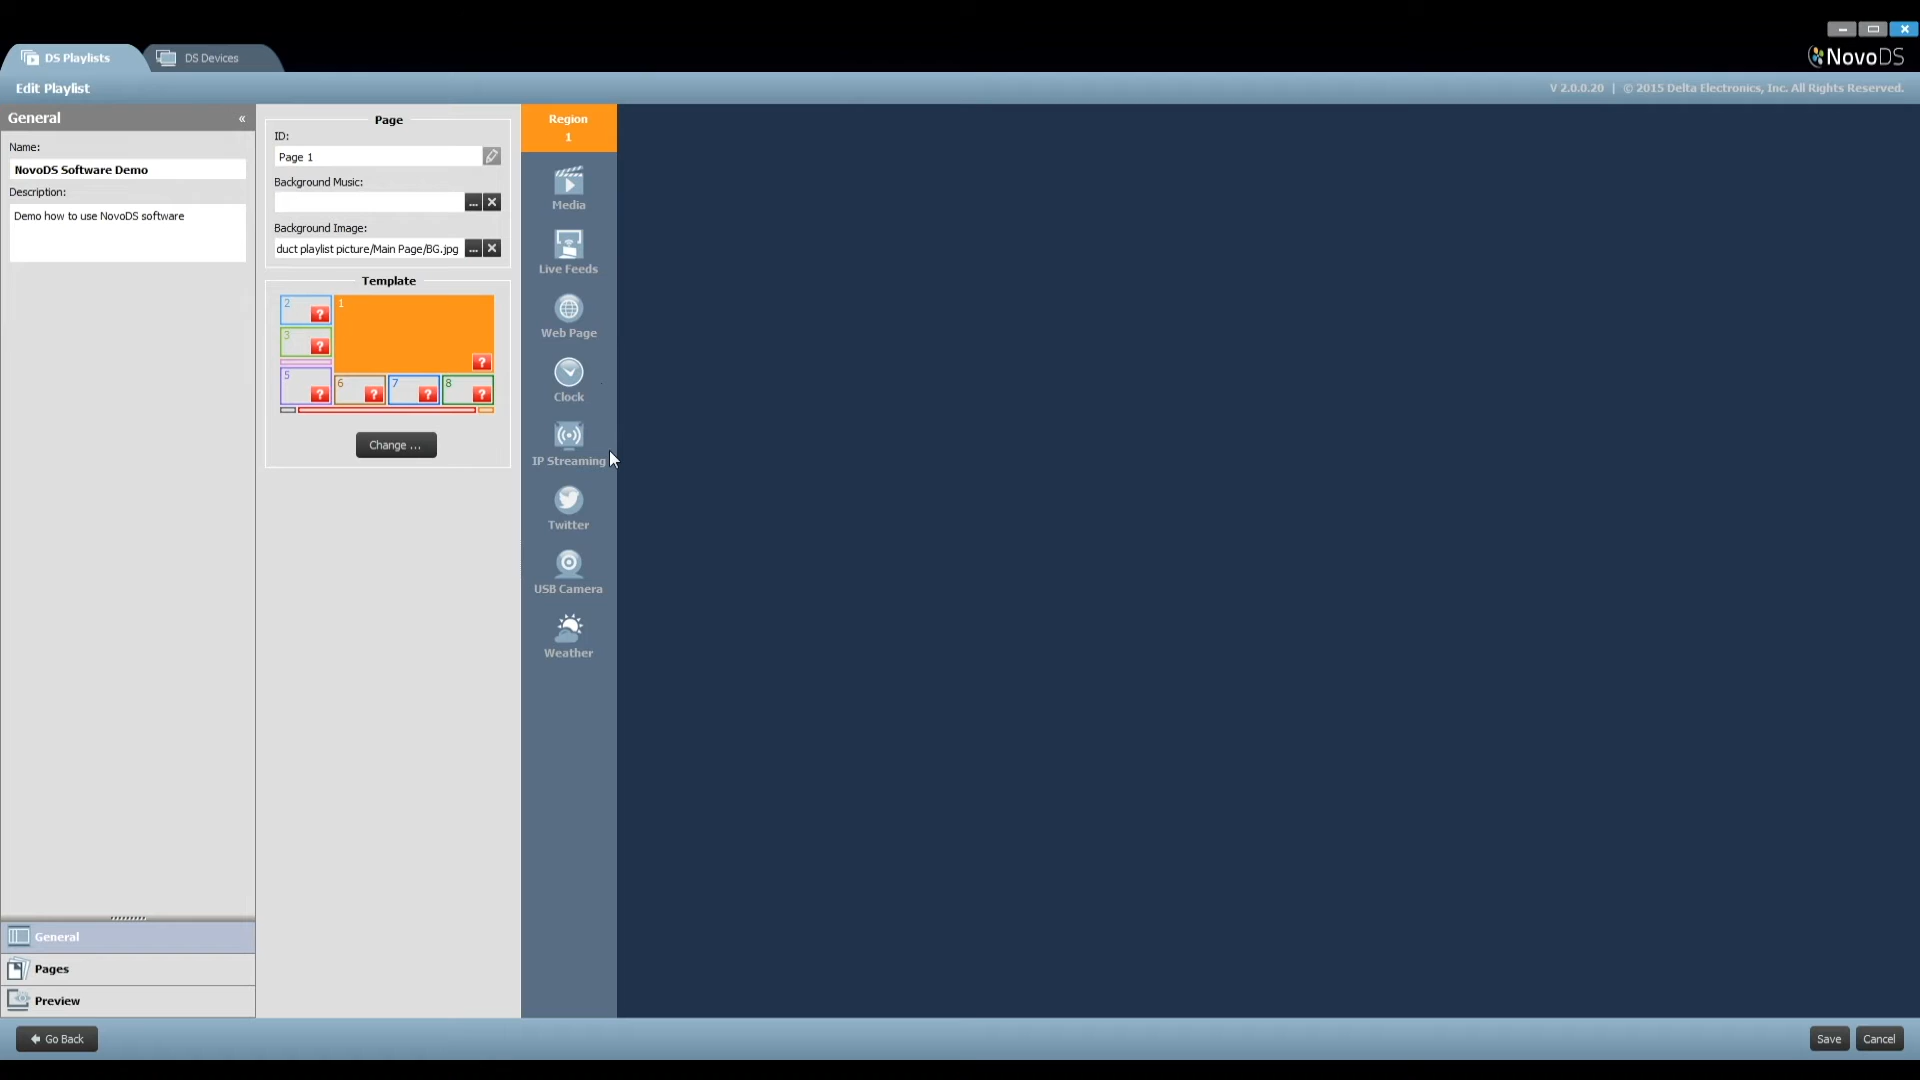 DS Playlists
DS Devices
NovoDS
Edit Playlist
V 2.0.0.20 | © 2015 Delta Electronics, Inc. All Rights Reserved.
General «
Name:
NovoDS Software Demo
Description:
Demo how to use NovoDS software
Page
ID:
Page 1
Background Music:
...
Background Image:
duct playlist picture/Main Page/BG.jpg ...
Template
2 ?
1 ?
3 ?
5 ?
6 ?
7 ?
8 ?
Change ...
Region
1
Media
Live Feeds
Web Page
Clock
IP Streaming
Twitter
USB Camera
Weather
General
Pages
Preview
Go Back
Save
Cancel